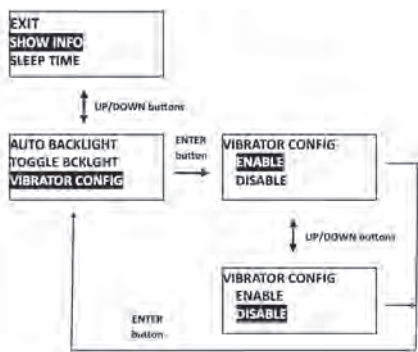 EXIT
SHOW INFO
SLEEP TIME
UP/DOWN buttons
AUTO BACKLIGHT
TOGGLE BCKLGHT
VIBRATOR CONFIG
ENTER
button
VIBRATOR CONFIG
ENABLE
DISABLE
UP/DOWN buttons
VIBRATOR CONFIG
ENABLE
DISABLE
ENTER
button